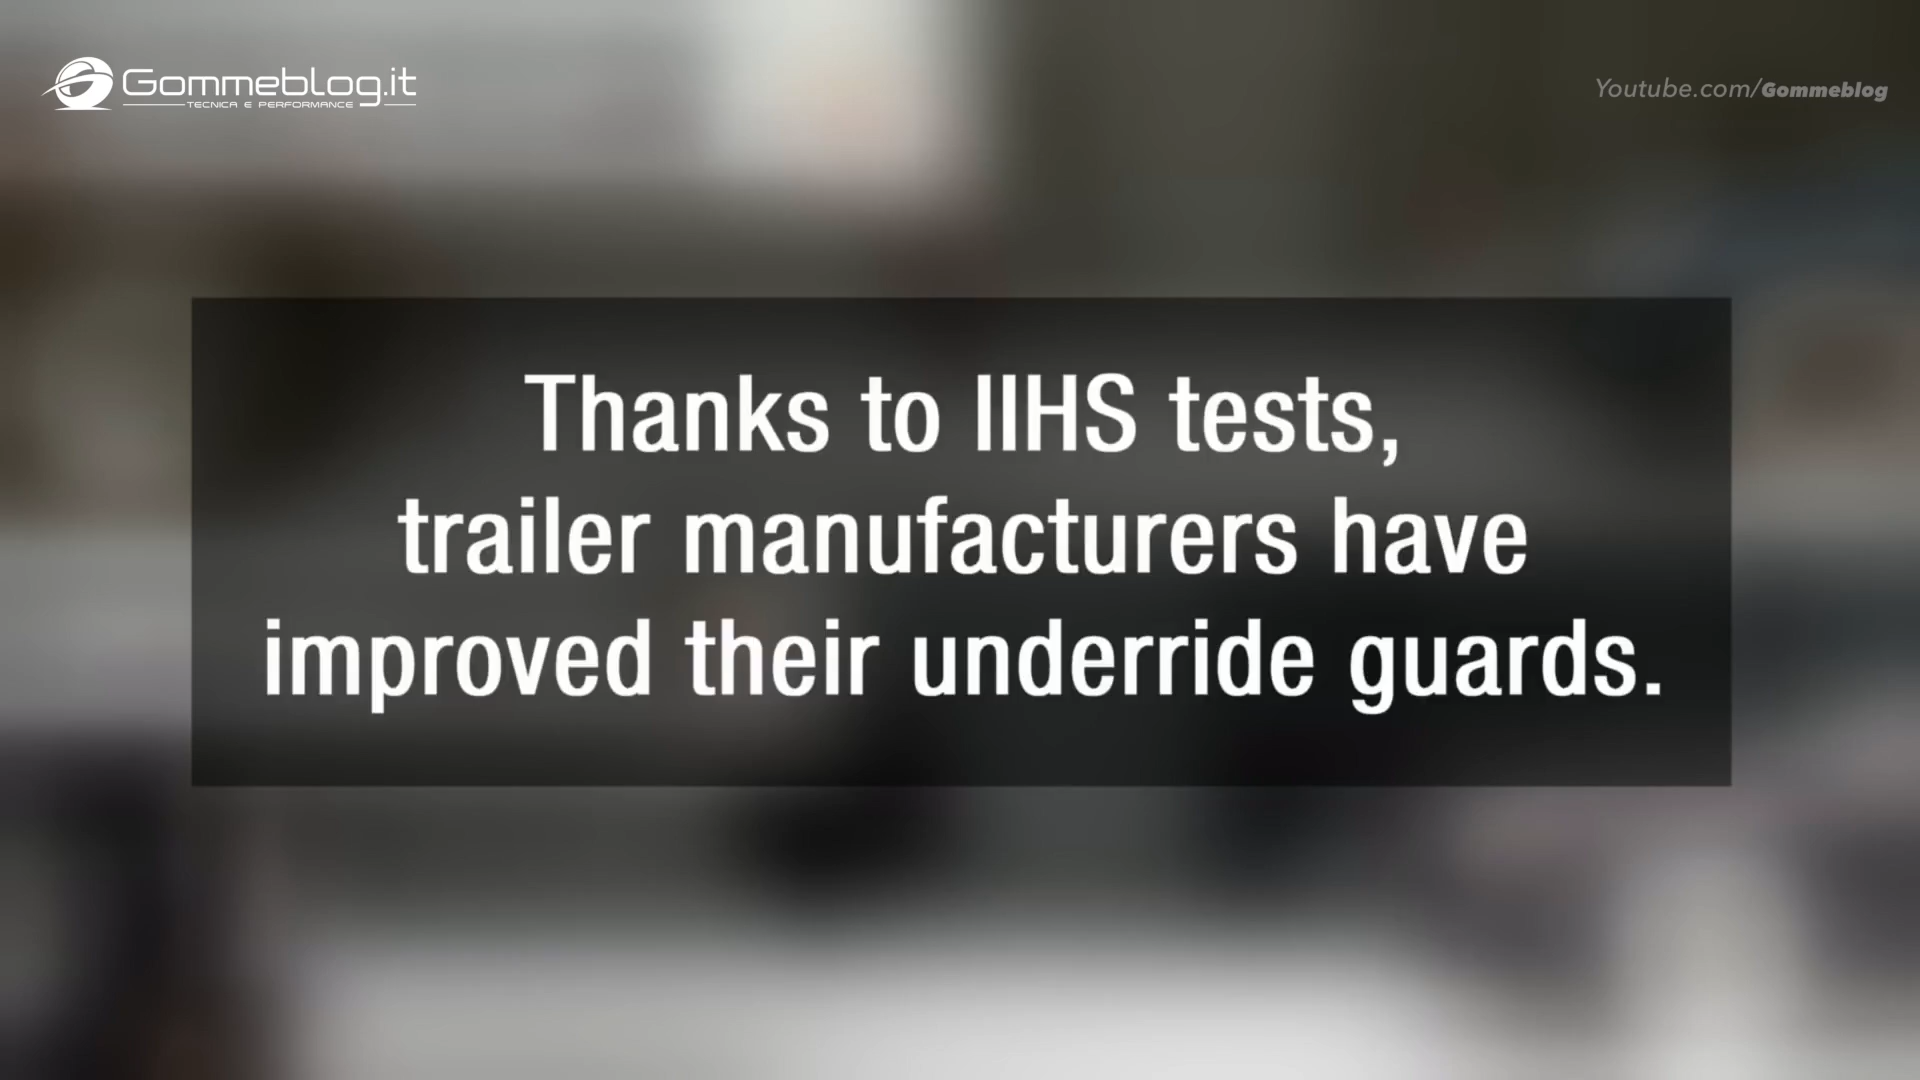 Gommeblog.it
TECNICA E PERFORMANCE
Youtube.com/Gommeblog
Thanks to IIHS tests,
trailer manufacturers have
improved their underride guards.